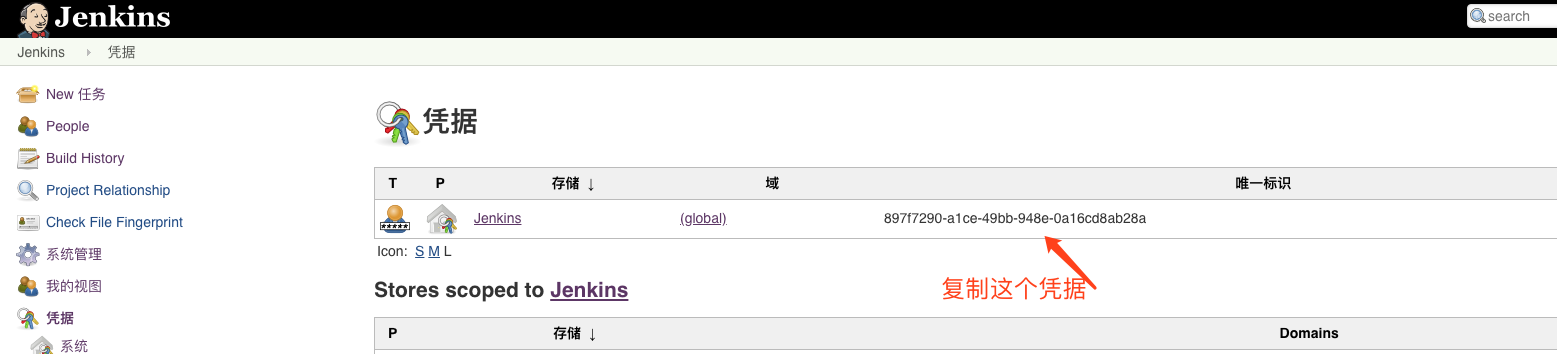 Jenkins
search
Jenkins 凭据
New 任务
People
Build History
Project Relationship
Check File Fingerprint
系统管理
我的视图
凭据
系统
凭据
T P 存储 ↓ 域 唯一标识
Jenkins (global) 897f7290-a1ce-49bb-948e-0a16cd8ab28a
Icon: S M L
复制这个凭据
Stores scoped to Jenkins
P 存储 ↓ Domains